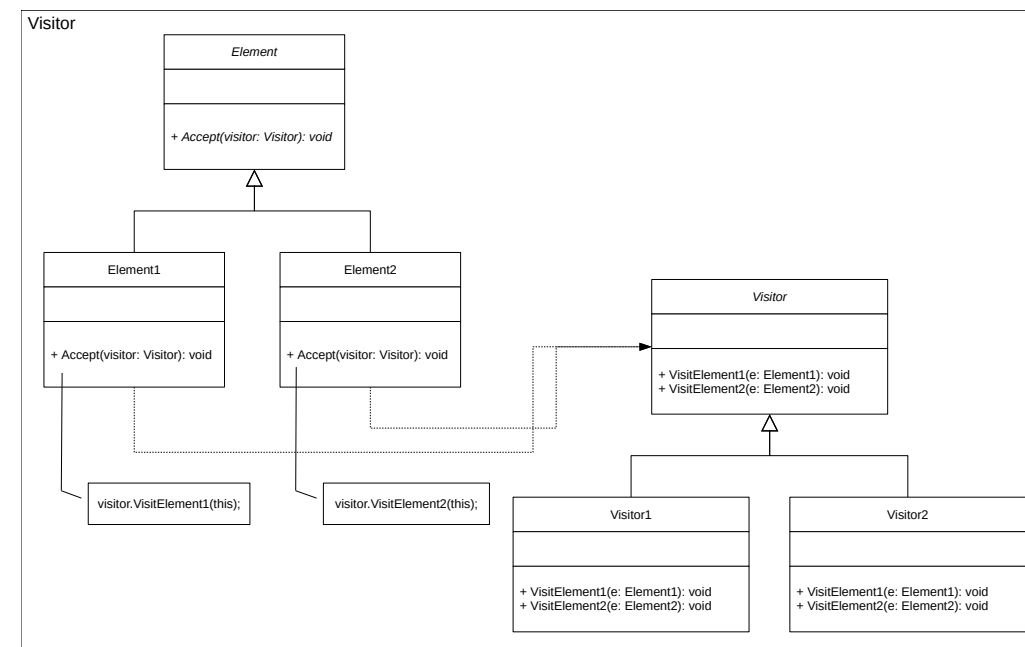 Visitor
Element
+ Accept(visitor: Visitor): void
Element1
+ Accept(visitor: Visitor): void
Element2
+ Accept(visitor: Visitor): void
visitor.VisitElement1(this);
visitor.VisitElement2(this);
Visitor
+ VisitElement1(e: Element1): void
+ VisitElement2(e: Element2): void
Visitor1
+ VisitElement1(e: Element1): void
+ VisitElement2(e: Element2): void
Visitor2
+ VisitElement1(e: Element1): void
+ VisitElement2(e: Element2): void